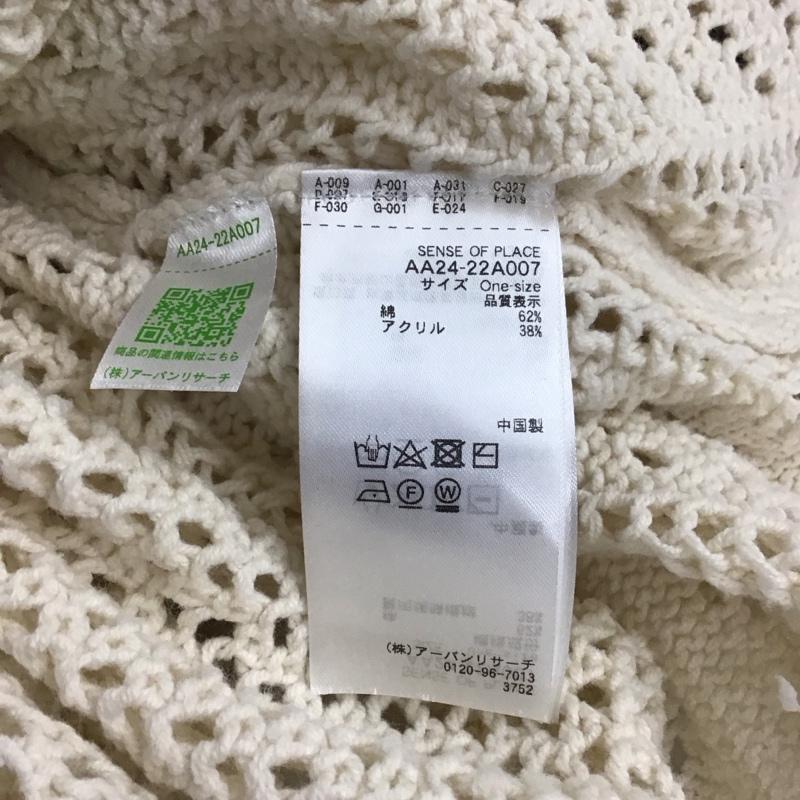 A-009 A-001 A-031 C-027
F-030 G-001 E-024
SENSE OF PLACE
AA24-22A007
サイズ One-size
品質表示
綿 62%
アクリル 38%
中国製
F W
(株)アーバンリサーチ
0120-96-7013
3752
AA24-22A007
商品の関連情報はこちら
(株)アーバンリサーチ